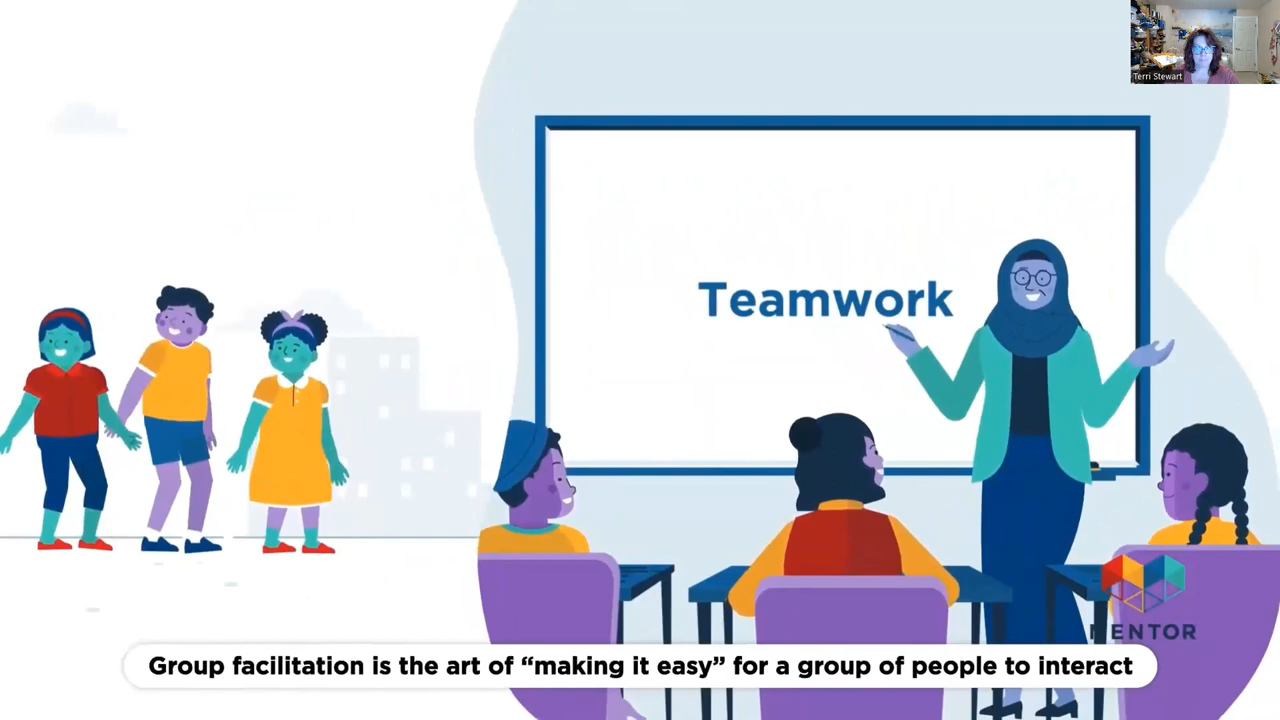 Terri Stewart
Teamwork
MENTOR
Group facilitation is the art of “making it easy” for a group of people to interact